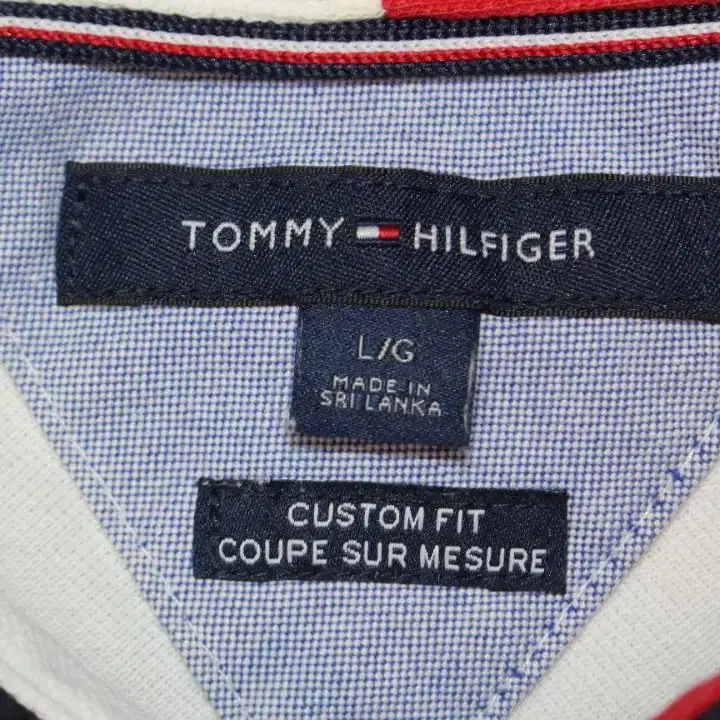 TOMMY HILFIGER
L/G
MADE IN
SRI LANKA
CUSTOM FIT
COUPE SUR MESURE